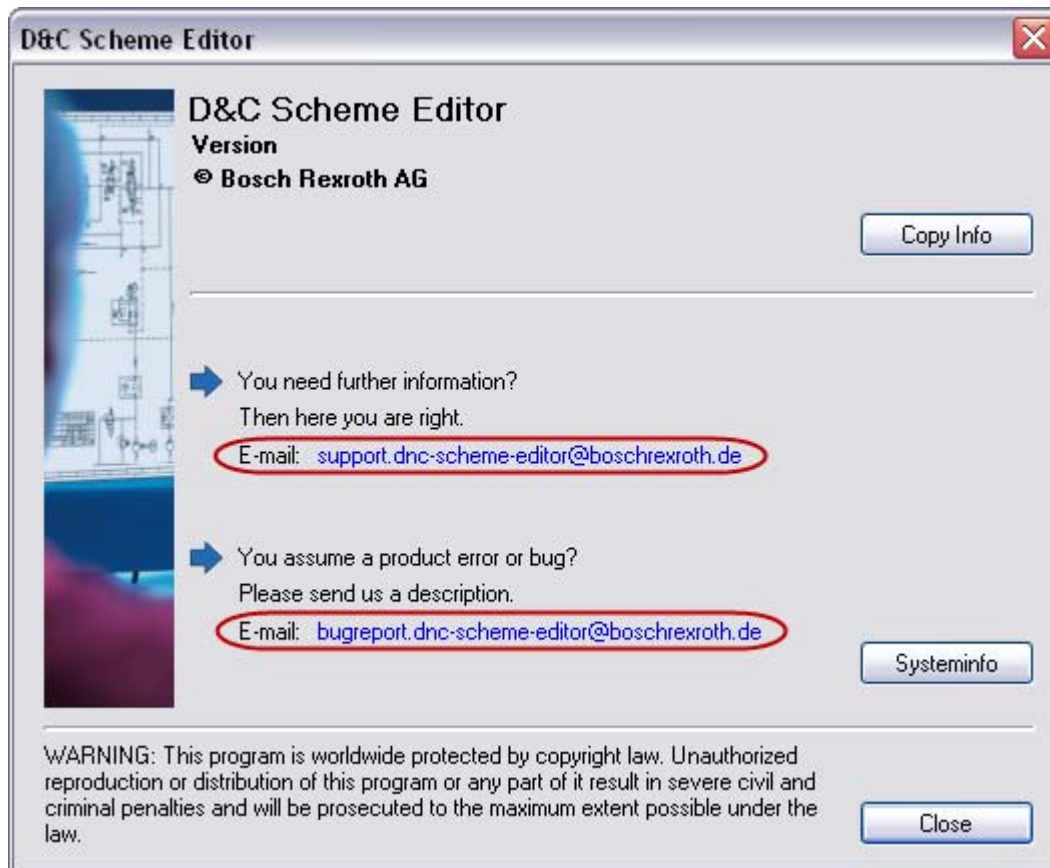 D&C Scheme Editor
D&C Scheme Editor
Version
© Bosch Rexroth AG
Copy Info
You need further information?
Then here you are right.
E-mail: support.dnc-scheme-editor@boschrexroth.de
You assume a product error or bug?
Please send us a description.
E-mail: bugreport.dnc-scheme-editor@boschrexroth.de
Systeminfo
WARNING: This program is worldwide protected by copyright law. Unauthorized
reproduction or distribution of this program or any part of it result in severe civil and
criminal penalties and will be prosecuted to the maximum extent possible under the
law.
Close